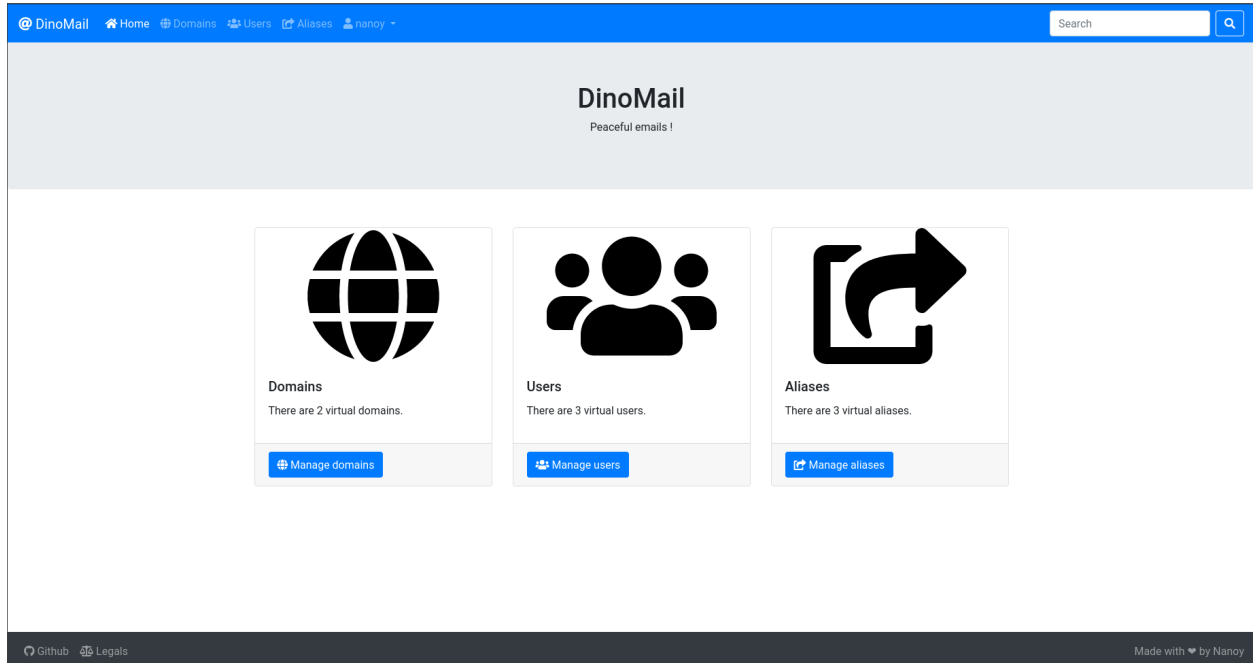 @ DinoMail Home Domains Users Aliases nanoy Search
DinoMail
Peaceful emails !
Domains
There are 2 virtual domains.
Manage domains
Users
There are 3 virtual users.
Manage users
Aliases
There are 3 virtual aliases.
Manage aliases
Github Legals
Made with ❤ by Nanoy